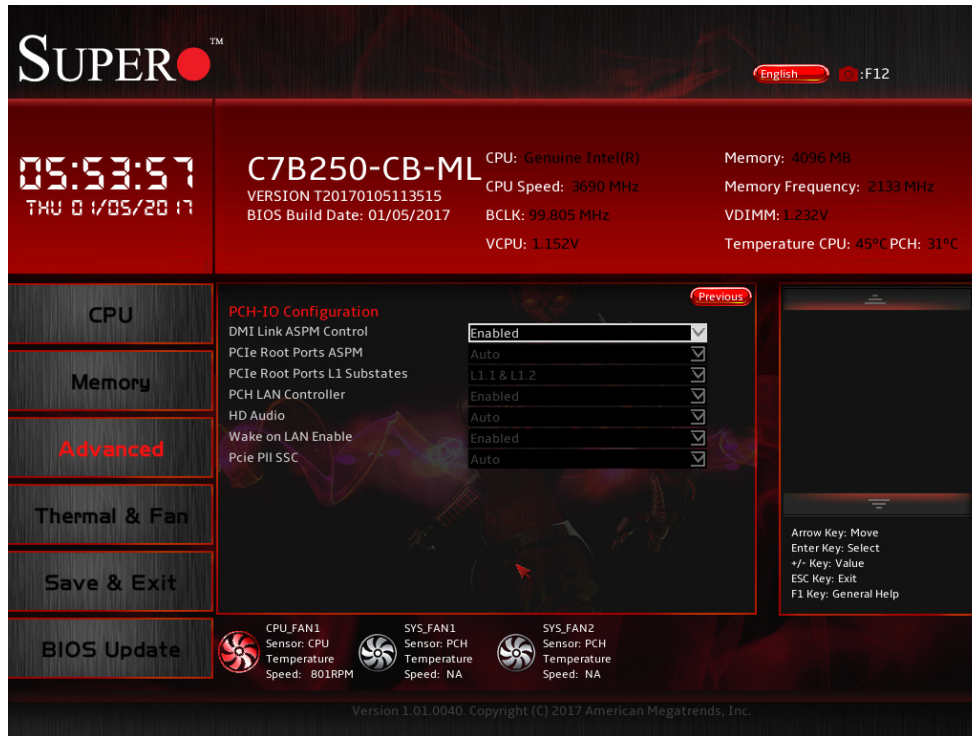 SUPER TM
English :F12
05:53:57
THU 01/05/2017
C7B250-CB-ML
VERSION T20170105113515
BIOS Build Date: 01/05/2017
CPU: Genuine Intel(R)
CPU Speed: 3690 MHz
BCLK: 99.805 MHz
VCPU: 1.152V
Memory: 4096 MB
Memory Frequency: 2133 MHz
VDIMM: 1.232V
Temperature CPU: 45°C PCH: 31°C
CPU
Memory
Advanced
Thermal & Fan
Save & Exit
BIOS Update
Previous
PCH-IO Configuration
DMI Link ASPM Control Enabled
PCIe Root Ports ASPM Auto
PCIe Root Ports L1 Substates L1.1 & L1.2
PCH LAN Controller Enabled
HD Audio Auto
Wake on LAN Enable Enabled
Pcie Pll SSC Auto
Arrow Key: Move
Enter Key: Select
+/- Key: Value
ESC Key: Exit
F1 Key: General Help
CPU_FAN1
Sensor: CPU
Temperature
Speed: 801RPM
SYS_FAN1
Sensor: PCH
Temperature
Speed: NA
SYS_FAN2
Sensor: PCH
Temperature
Speed: NA
Version 1.01.0040. Copyright (C) 2017 American Megatrends, Inc.